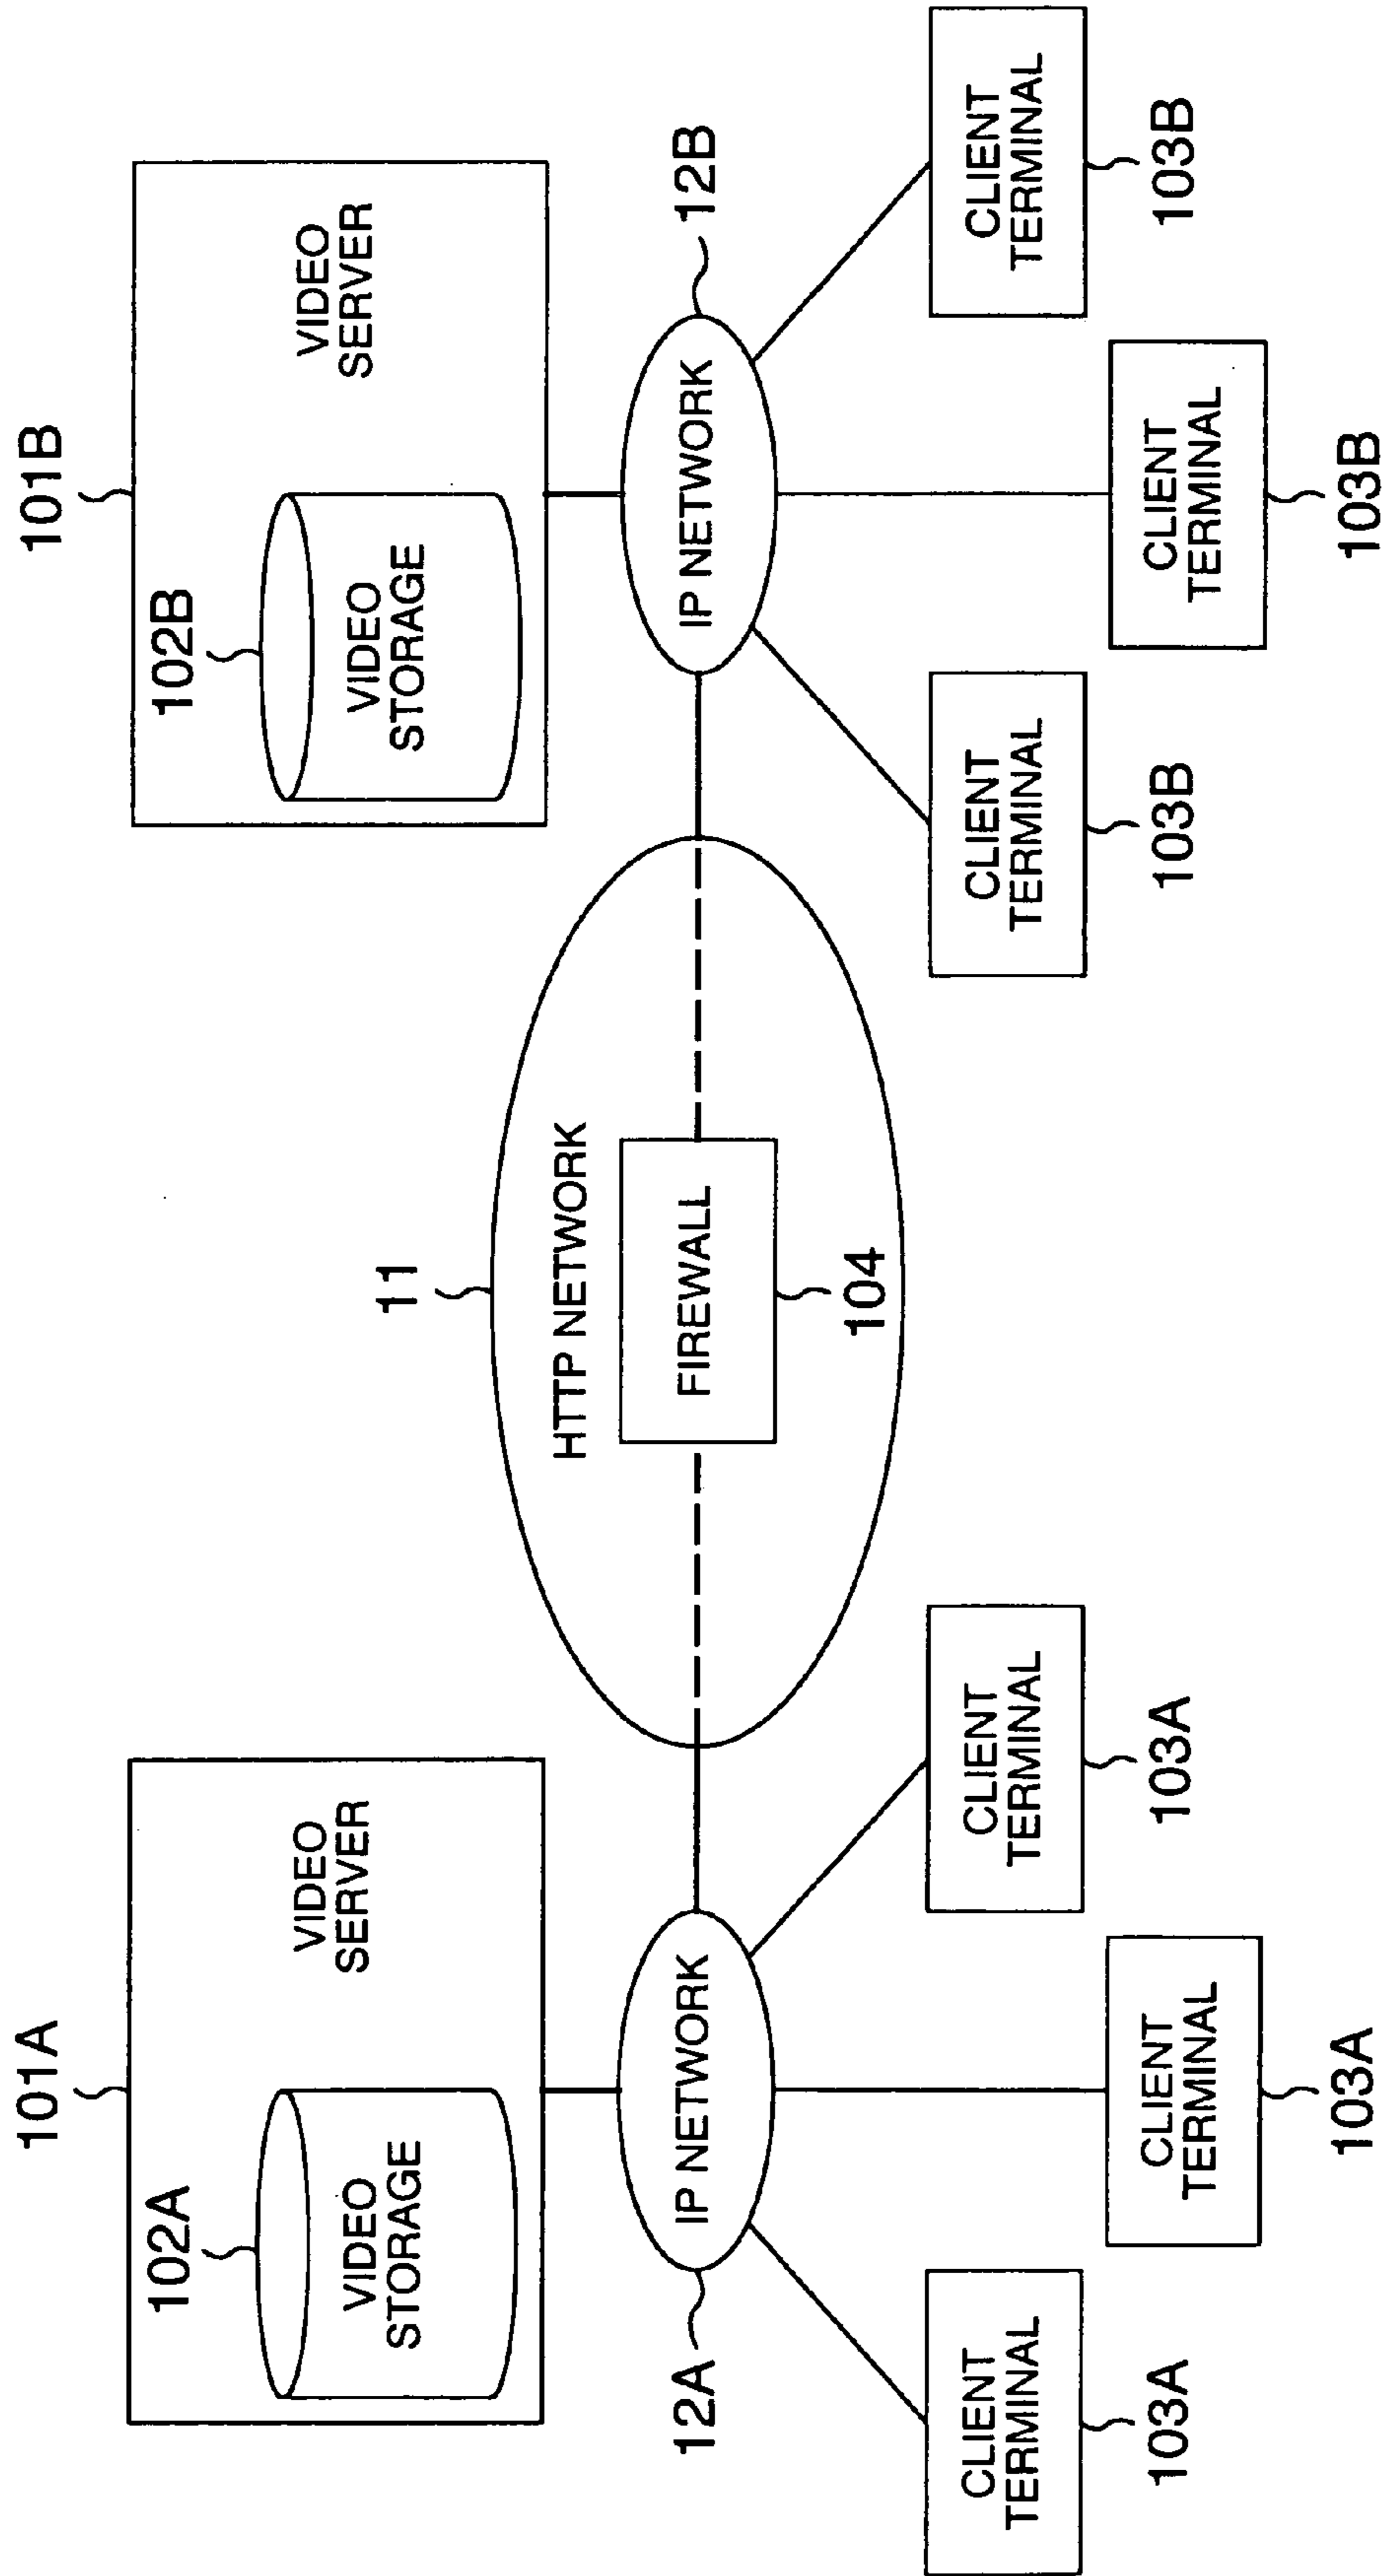 101A
102A
VIDEO
STORAGE
VIDEO
SERVER
12A
IP NETWORK
CLIENT
TERMINAL
103A
CLIENT
TERMINAL
103A
CLIENT
TERMINAL
103A
11
HTTP NETWORK
FIREWALL
104
101B
102B
VIDEO
STORAGE
VIDEO
SERVER
IP NETWORK
12B
CLIENT
TERMINAL
103B
CLIENT
TERMINAL
103B
CLIENT
TERMINAL
103B